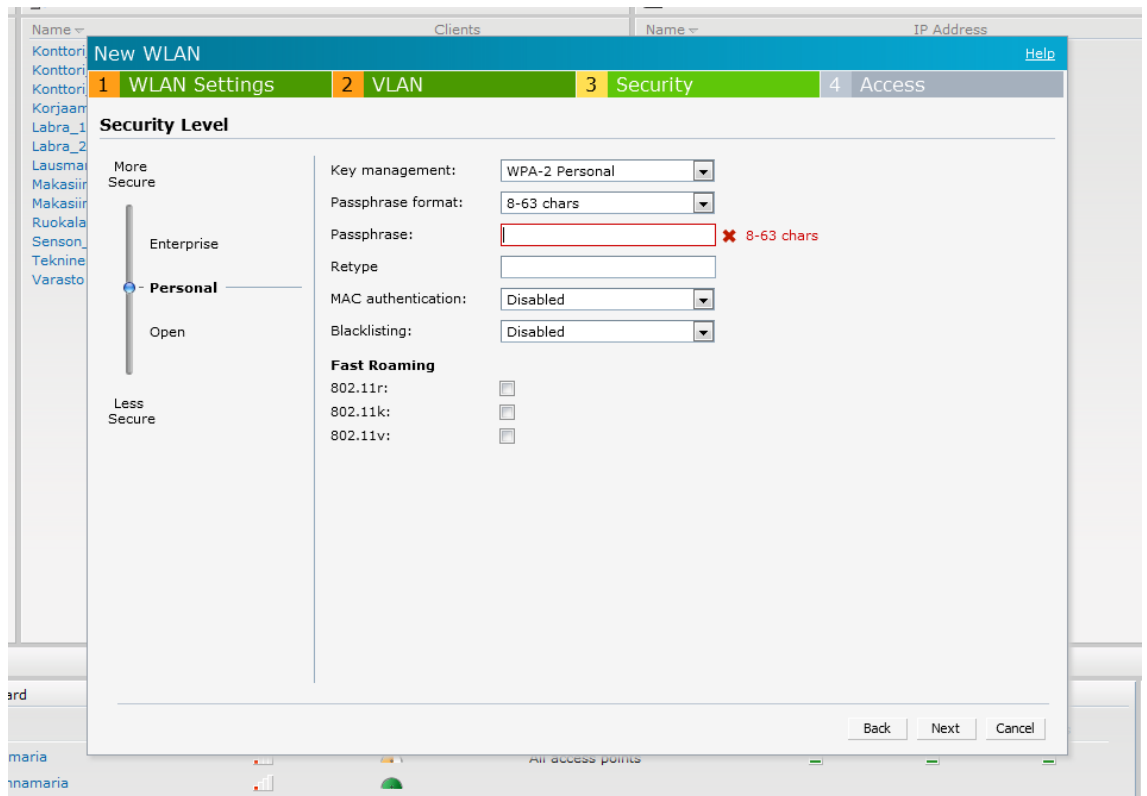 Name Clients Name IP Address
New WLAN Help
1 WLAN Settings 2 VLAN 3 Security 4 Access
Security Level
More
Secure
Enterprise
Personal
Open
Less
Secure
Key management: WPA-2 Personal
Passphrase format: 8-63 chars
Passphrase: 8-63 chars
Retype
MAC authentication: Disabled
Blacklisting: Disabled
Fast Roaming
802.11r:
802.11k:
802.11v:
Back Next Cancel
Konttori
Konttori
Konttori
Korjaam
Labra_1
Labra_2
Lausma
Makasiir
Makasiir
Ruokala
Senson_
Teknine
Varasto
ard
maria All access points
nnamaria